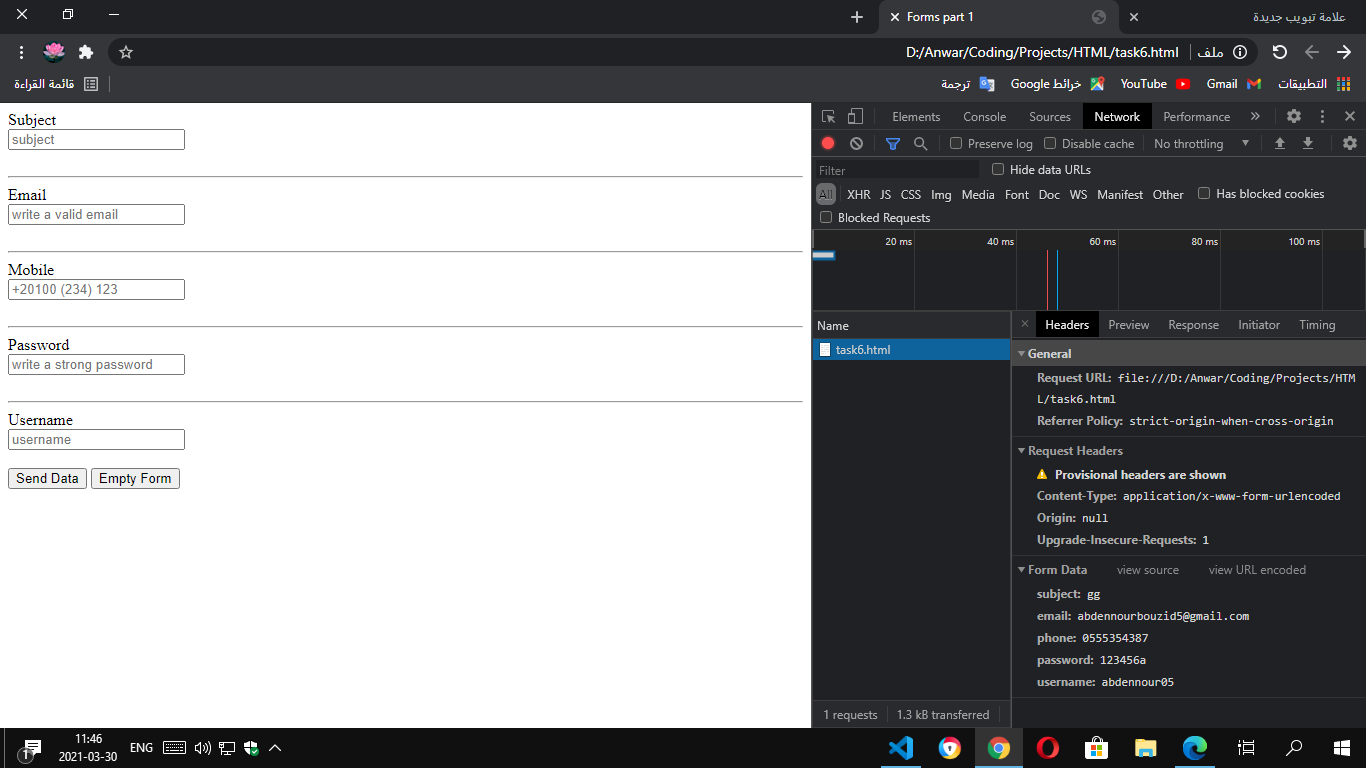 Forms part 1
علامة تبويب جديدة
D:/Anwar/Coding/Projects/HTML/task6.html
ملف
التطبيقات
Gmail
YouTube
خرائط Google
ترجمة
قائمة القراءة
Subject
subject
Email
write a valid email
Mobile
+20100 (234) 123
Password
write a strong password
Username
username
Send Data Empty Form
Elements Console Sources Network Performance
Preserve log Disable cache No throttling
Filter Hide data URLs
All XHR JS CSS Img Media Font Doc WS Manifest Other Has blocked cookies
Blocked Requests
20 ms 40 ms 60 ms 80 ms 100 ms
Name
task6.html
Headers Preview Response Initiator Timing
General
Request URL: file:///D:/Anwar/Coding/Projects/HTM
L/task6.html
Referrer Policy: strict-origin-when-cross-origin
Request Headers
Provisional headers are shown
Content-Type: application/x-www-form-urlencoded
Origin: null
Upgrade-Insecure-Requests: 1
Form Data view source view URL encoded
subject: gg
email: abdennourbouzid5@gmail.com
phone: 0555354387
password: 123456a
username: abdennour05
1 requests 1.3 kB transferred
1
11:46
2021-03-30
ENG